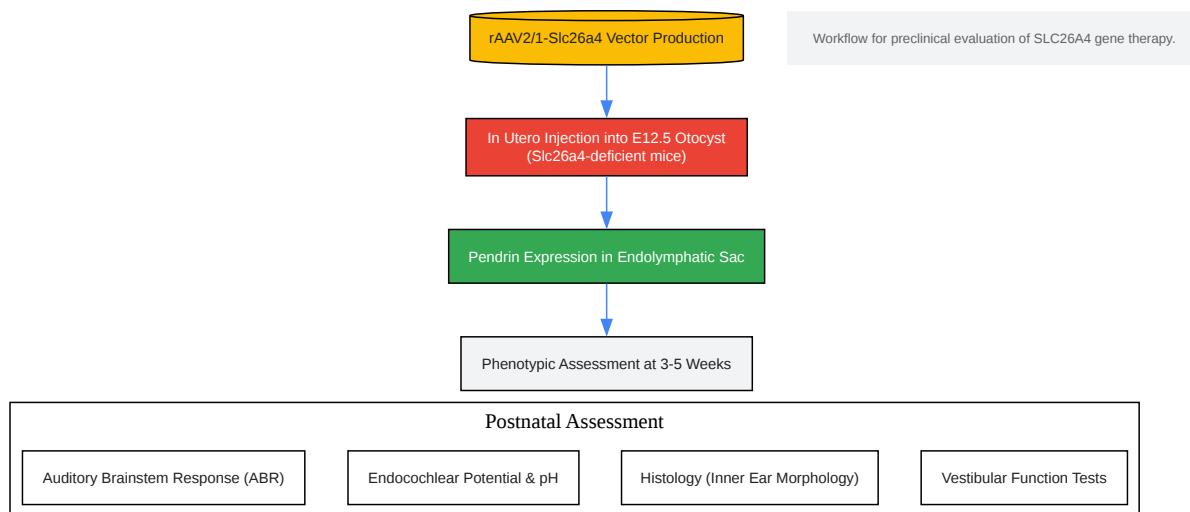 rAAV2/1-Slc26a4 Vector Production
Workflow for preclinical evaluation of SLC26A4 gene therapy.
In Utero Injection into E12.5 Otocyst
(Slc26a4-deficient mice)
Pendrin Expression in Endolymphatic Sac
Phenotypic Assessment at 3-5 Weeks
Postnatal Assessment
Auditory Brainstem Response (ABR)
Endocochlear Potential & pH
Histology (Inner Ear Morphology)
Vestibular Function Tests